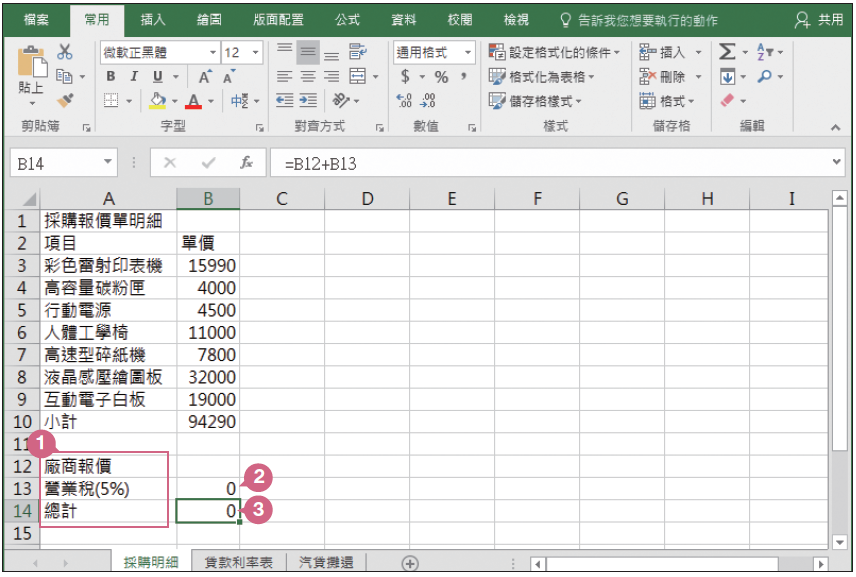 檔案 常用 插入 繪圖 版面配置 公式 資料 校閱 檢視 告訴我您想要執行的動作 共用
微軟正黑體 12 通用格式 設定格式化的條件 插入 Σ
貼上 B I U A A $ % , 格式化為表格 刪除
A 中 儲存格樣式 格式
剪貼簿 字型 對齊方式 數值 樣式 儲存格 編輯
B14 fx =B12+B13
A B C D E F G H I
1 採購報價單明細
2 項目 單價
3 彩色雷射印表機 15990
4 高容量碳粉匣 4000
5 行動電源 4500
6 人體工學椅 11000
7 高速型碎紙機 7800
8 液晶感壓繪圖板 32000
9 互動電子白板 19000
10 小計 94290
11 1
12 廠商報價 2
13 營業稅(5%) 0
14 總計 0 3
15
採購明細 貨款利率表 汽貨攤還